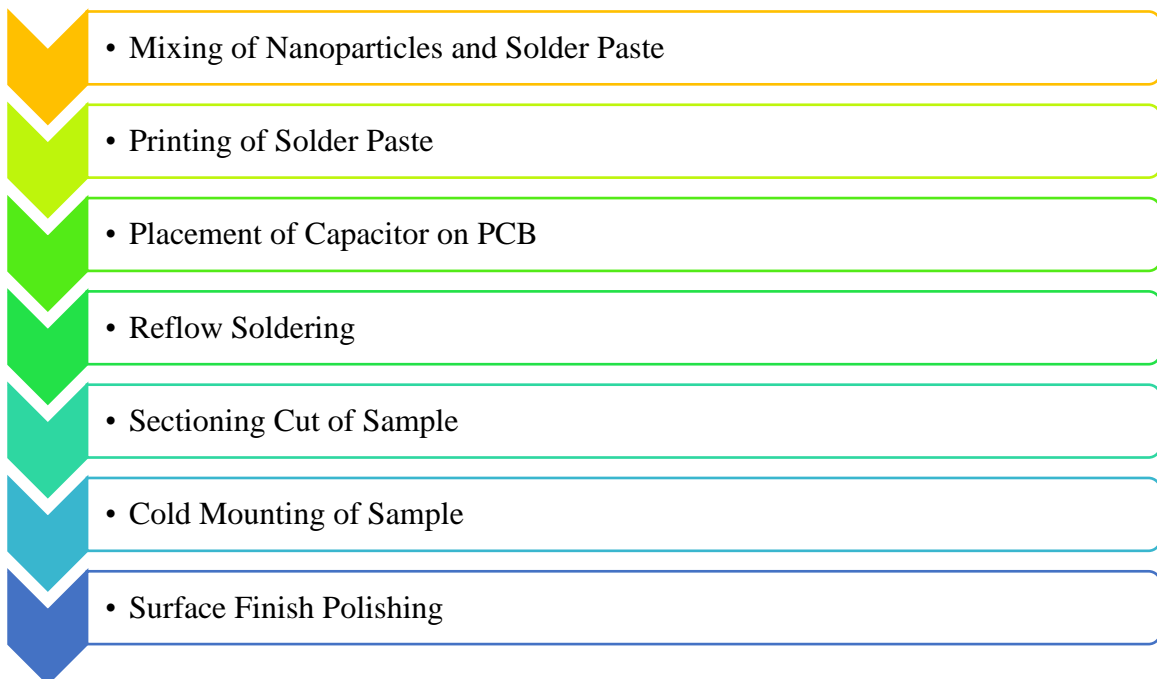 • Mixing of Nanoparticles and Solder Paste
• Printing of Solder Paste
• Placement of Capacitor on PCB
• Reflow Soldering
• Sectioning Cut of Sample
• Cold Mounting of Sample
• Surface Finish Polishing